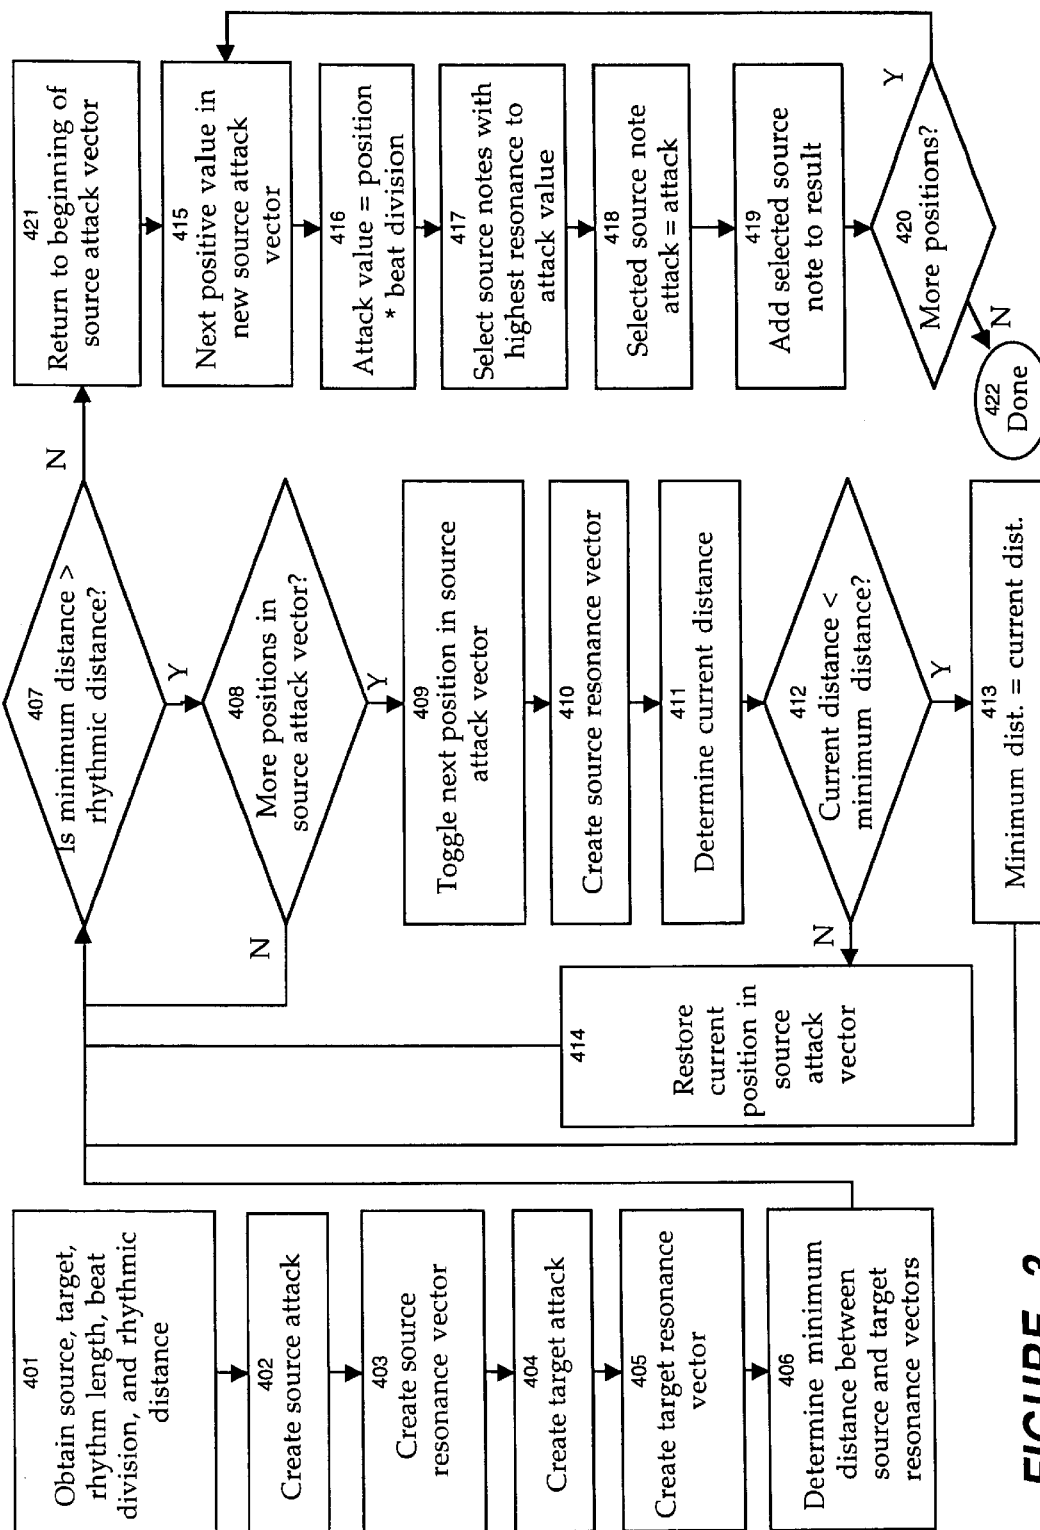 401
Obtain source, target,
rhythm length, beat
division, and rhythmic
distance
402
Create source attack
403
Create source
resonance vector
404
Create target attack
405
Create target resonance
vector
406
Determine minimum
distance between
source and target
resonance vectors
407
Is minimum distance >
rhythmic distance?
N
Y
408
More positions in
source attack vector?
N
Y
409
Toggle next position in source
attack vector
410
Create source resonance vector
411
Determine current distance
412
Current distance <
minimum distance?
N
Y
413
Minimum dist. = current dist.
414
Restore
current
position in
source
attack
vector
421
Return to beginning of
source attack vector
415
Next positive value in
new source attack
vector
416
Attack value = position
* beat division
417
Select source notes with
highest resonance to
attack value
418
Selected source note
attack = attack
419
Add selected source
note to result
420
More positions?
Y
N
422
Done
FIGURE